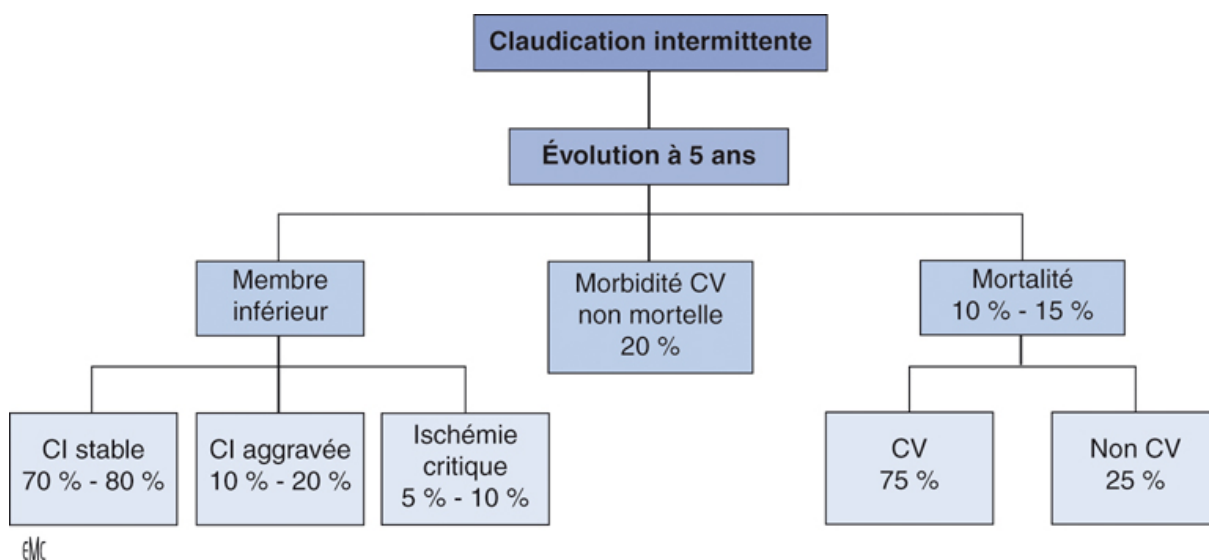 Claudication intermittente
Évolution à 5 ans
Membre
inférieur
Morbidité CV
non mortelle
20 %
Mortalité
10 % - 15 %
CI stable
70 % - 80 %
CI aggravée
10 % - 20 %
Ischémie
critique
5 % - 10 %
CV
75 %
Non CV
25 %
EMC